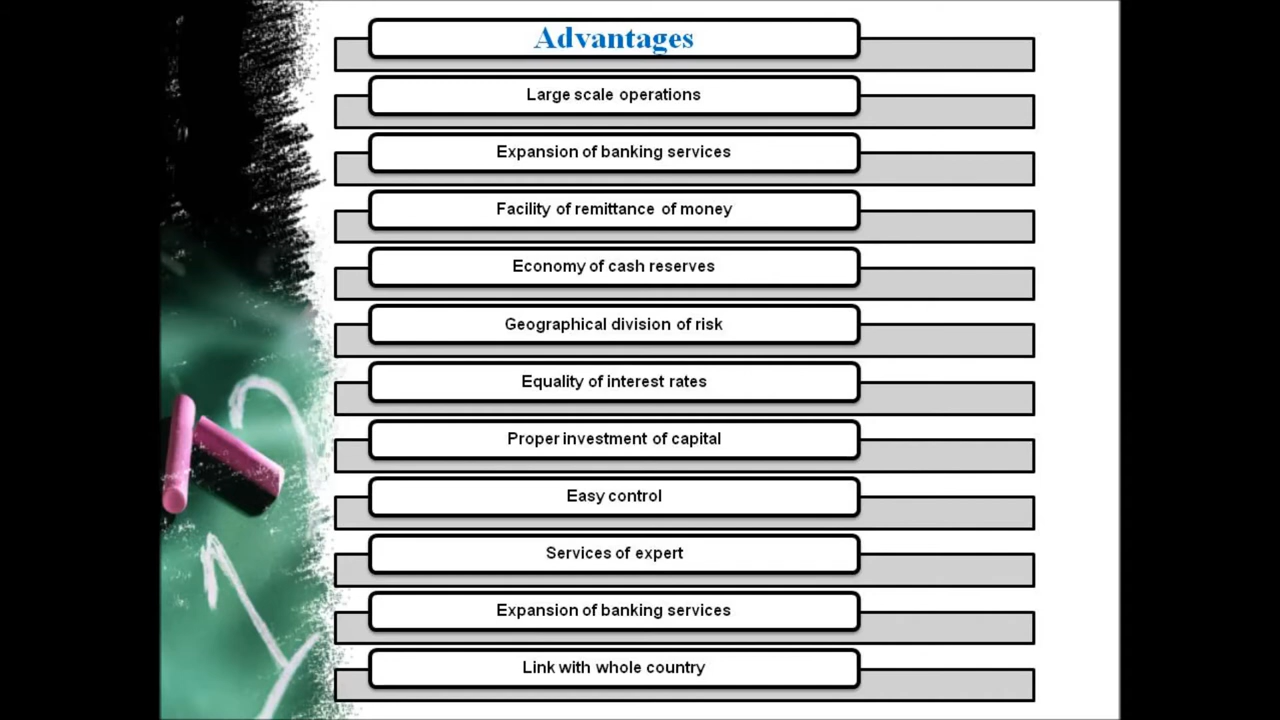 Advantages
Large scale operations
Expansion of banking services
Facility of remittance of money
Economy of cash reserves
Geographical division of risk
Equality of interest rates
Proper investment of capital
Easy control
Services of expert
Expansion of banking services
Link with whole country